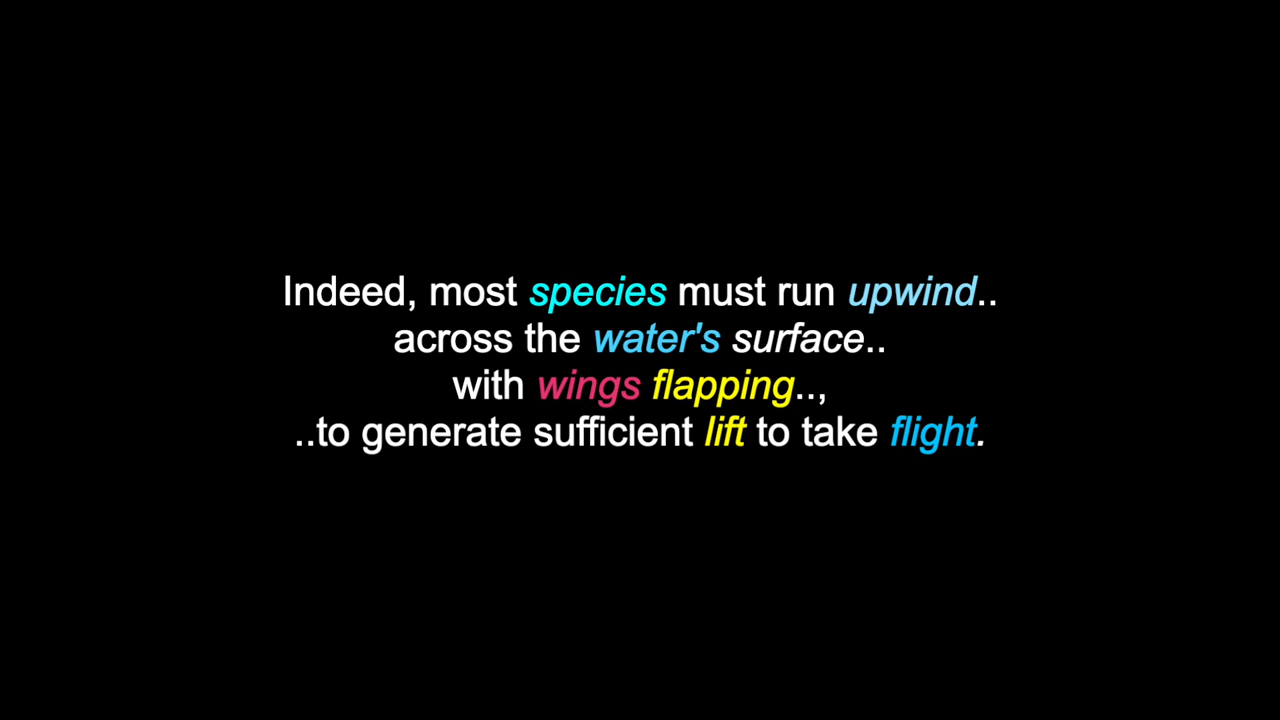 Indeed, most species must run upwind..
across the water's surface..
with wings flapping..,
..to generate sufficient lift to take flight.